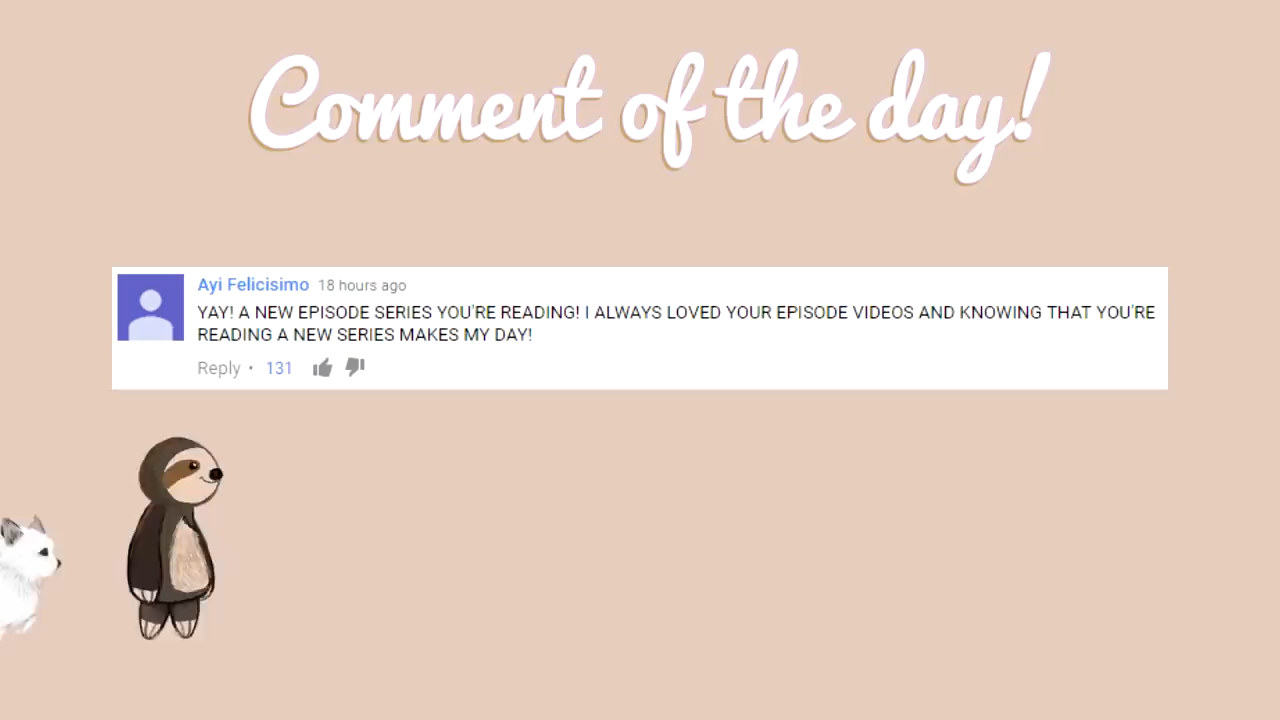 Comment of the day!
Ayi Felicisimo 18 hours ago
YAY! A NEW EPISODE SERIES YOU'RE READING! I ALWAYS LOVED YOUR EPISODE VIDEOS AND KNOWING THAT YOU'RE
READING A NEW SERIES MAKES MY DAY!
Reply • 131